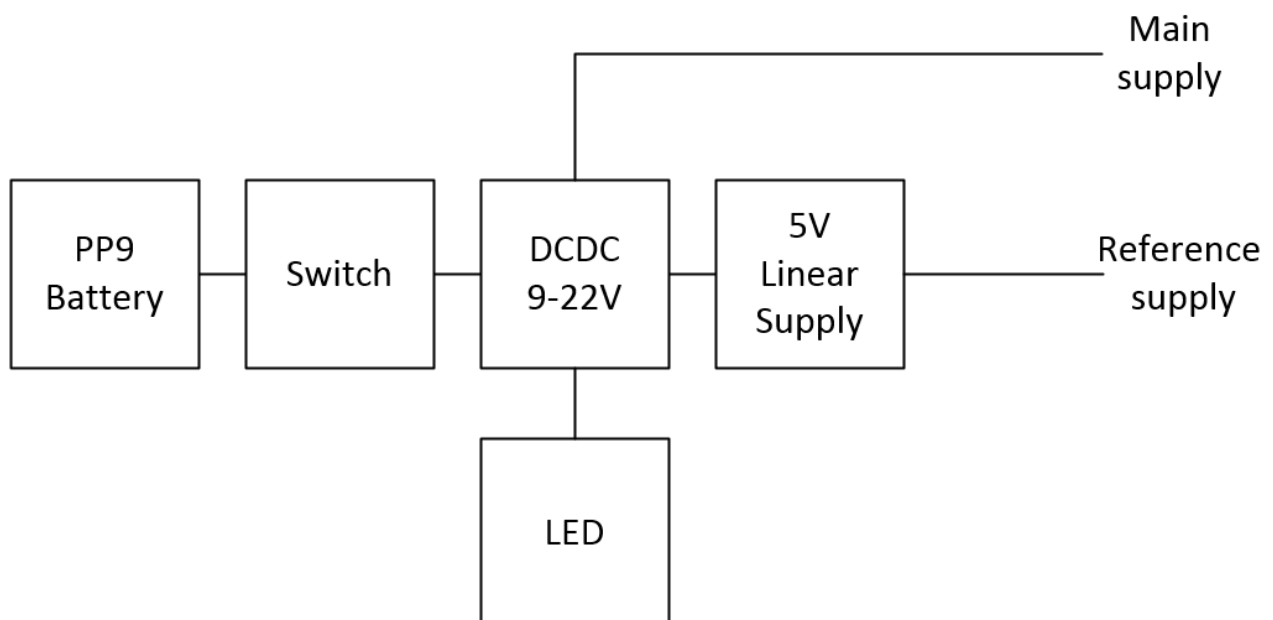 Main
supply
PP9
Battery
Switch
DCDC
9-22V
5V
Linear
Supply
Reference
supply
LED